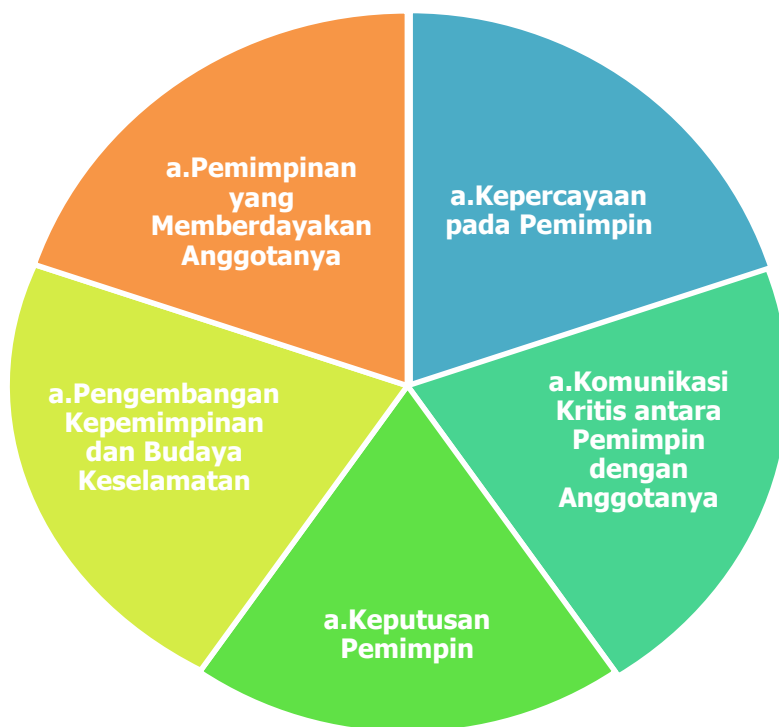 a.Pemimpinan
yang
Memberdayakan
Anggotanya
a.Kepercayaan
pada Pemimpin
a.Komunikasi
Kritis antara
Pemimpin
dengan
Anggotanya
a.Pengembangan
Kepemimpinan
dan Budaya
Keselamatan
a.Keputusan
Pemimpin